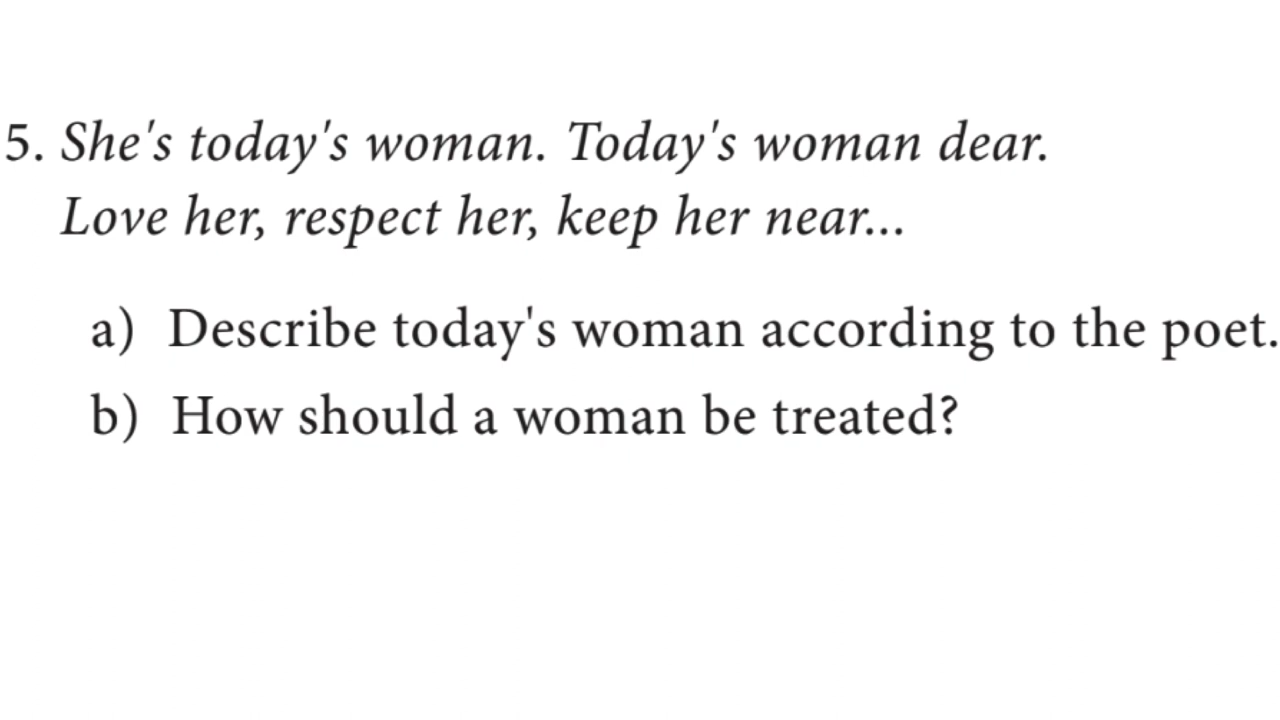 5. She's today's woman. Today's woman dear.
Love her, respect her, keep her near...
a) Describe today's woman according to the poet.
b) How should a woman be treated?